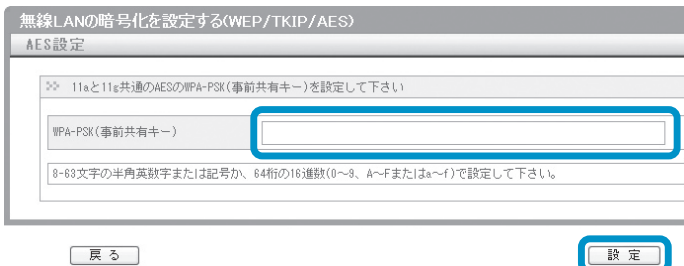 無線LANの暗号化を設定する(WEP/TKIP/AES)
AES設定
11aと11g共通のAESのWPA-PSK(事前共有キー)を設定して下さい
WPA-PSK(事前共有キー)
8-63文字の半角英数字または記号か、64桁の16進数(0～9、A～Fまたはa～f)で設定して下さい。
戻る
設定